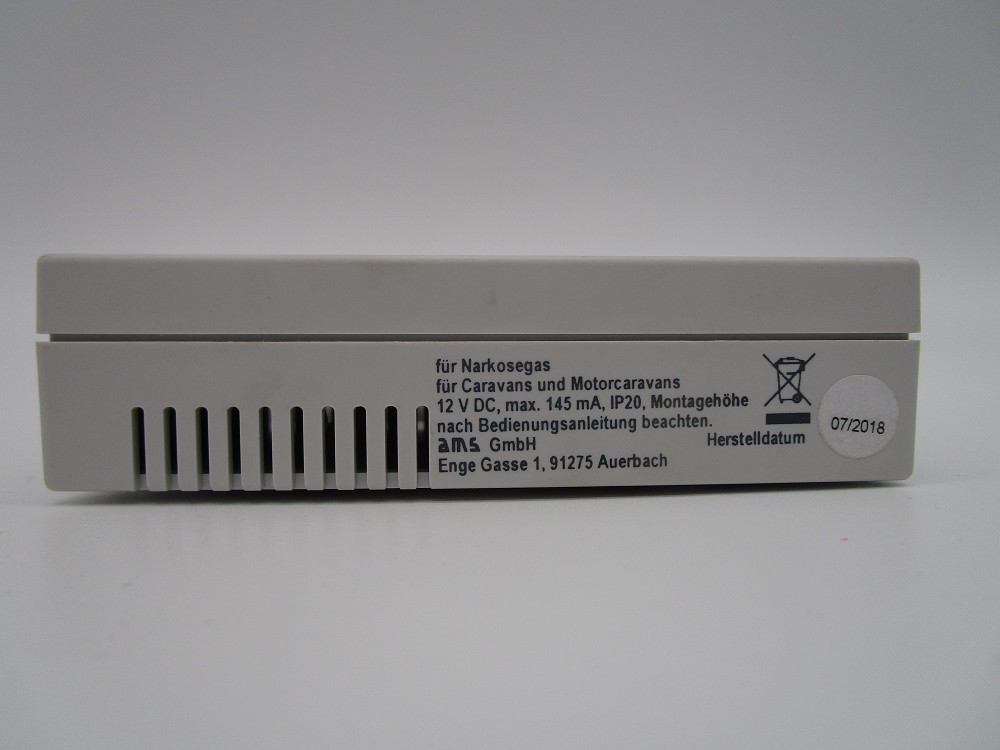 für Narkosegas
für Caravans und Motorcaravans
12 V DC, max. 145 mA, IP20, Montagehöhe
nach Bedienungsanleitung beachten.
ams GmbH
Enge Gasse 1, 91275 Auerbach
Herstelldatum
07/2018